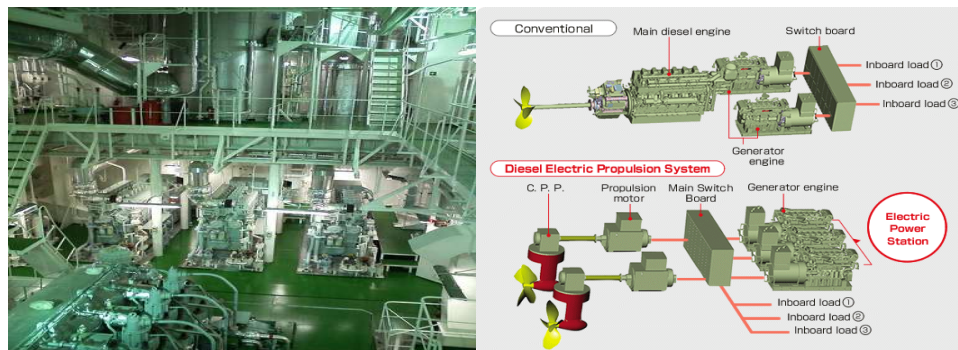 Conventional
Main diesel engine
Switch board
Inboard load ①
Inboard load ②
Inboard load ③
Generator
engine
Diesel Electric Propulsion System
C. P. P.
Propulsion
motor
Main Switch
Board
Generator engine
Electric
Power
Station
Inboard load ①
Inboard load ②
Inboard load ③